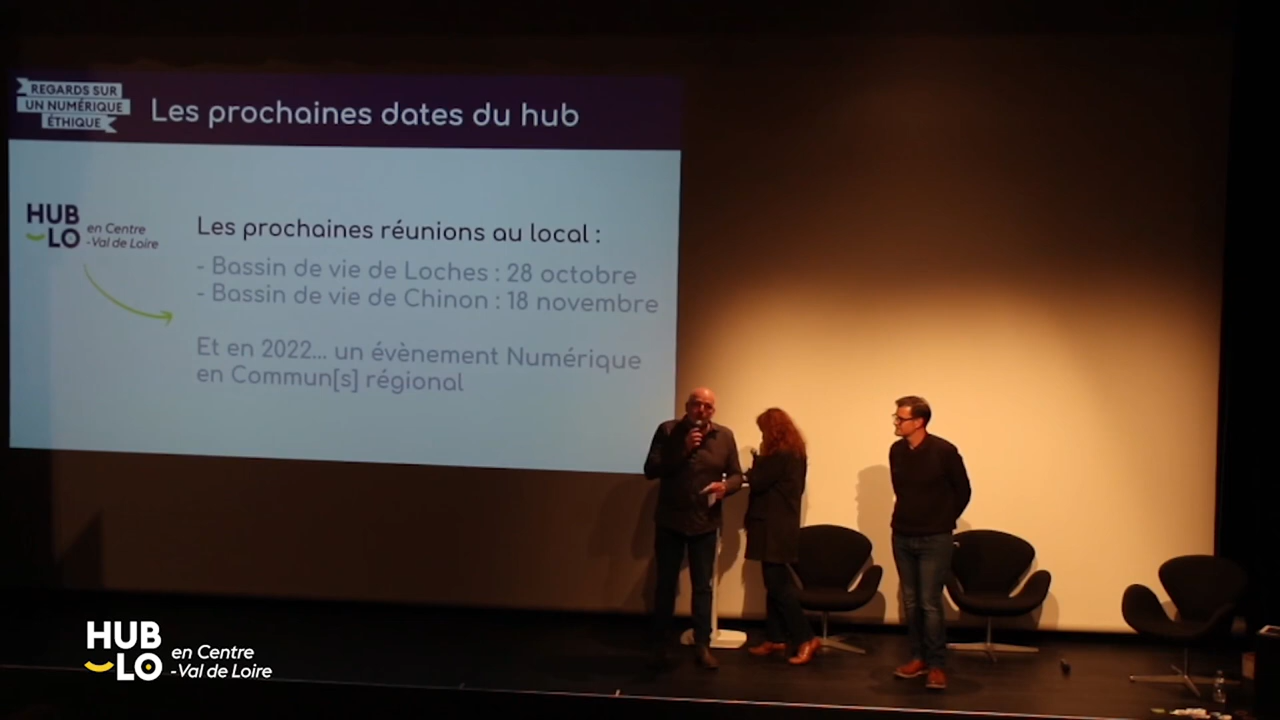 REGARDS SUR
UN NUMÉRIQUE
ÉTHIQUE
Les prochaines dates du hub
HUB
LO
en Centre
-Val de Loire
Les prochaines réunions au local :
- Bassin de vie de Loches : 28 octobre
- Bassin de vie de Chinon : 18 novembre
Et en 2022... un évènement Numérique
en Commun[s] régional
HUB
LO
en Centre
-Val de Loire